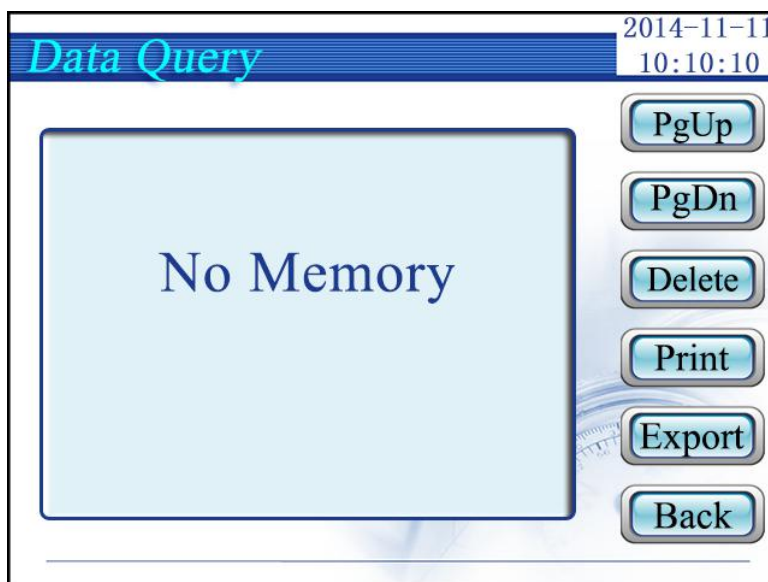 Data Query
2014-11-11
10:10:10
No Memory
PgUp
PgDn
Delete
Print
Export
Back